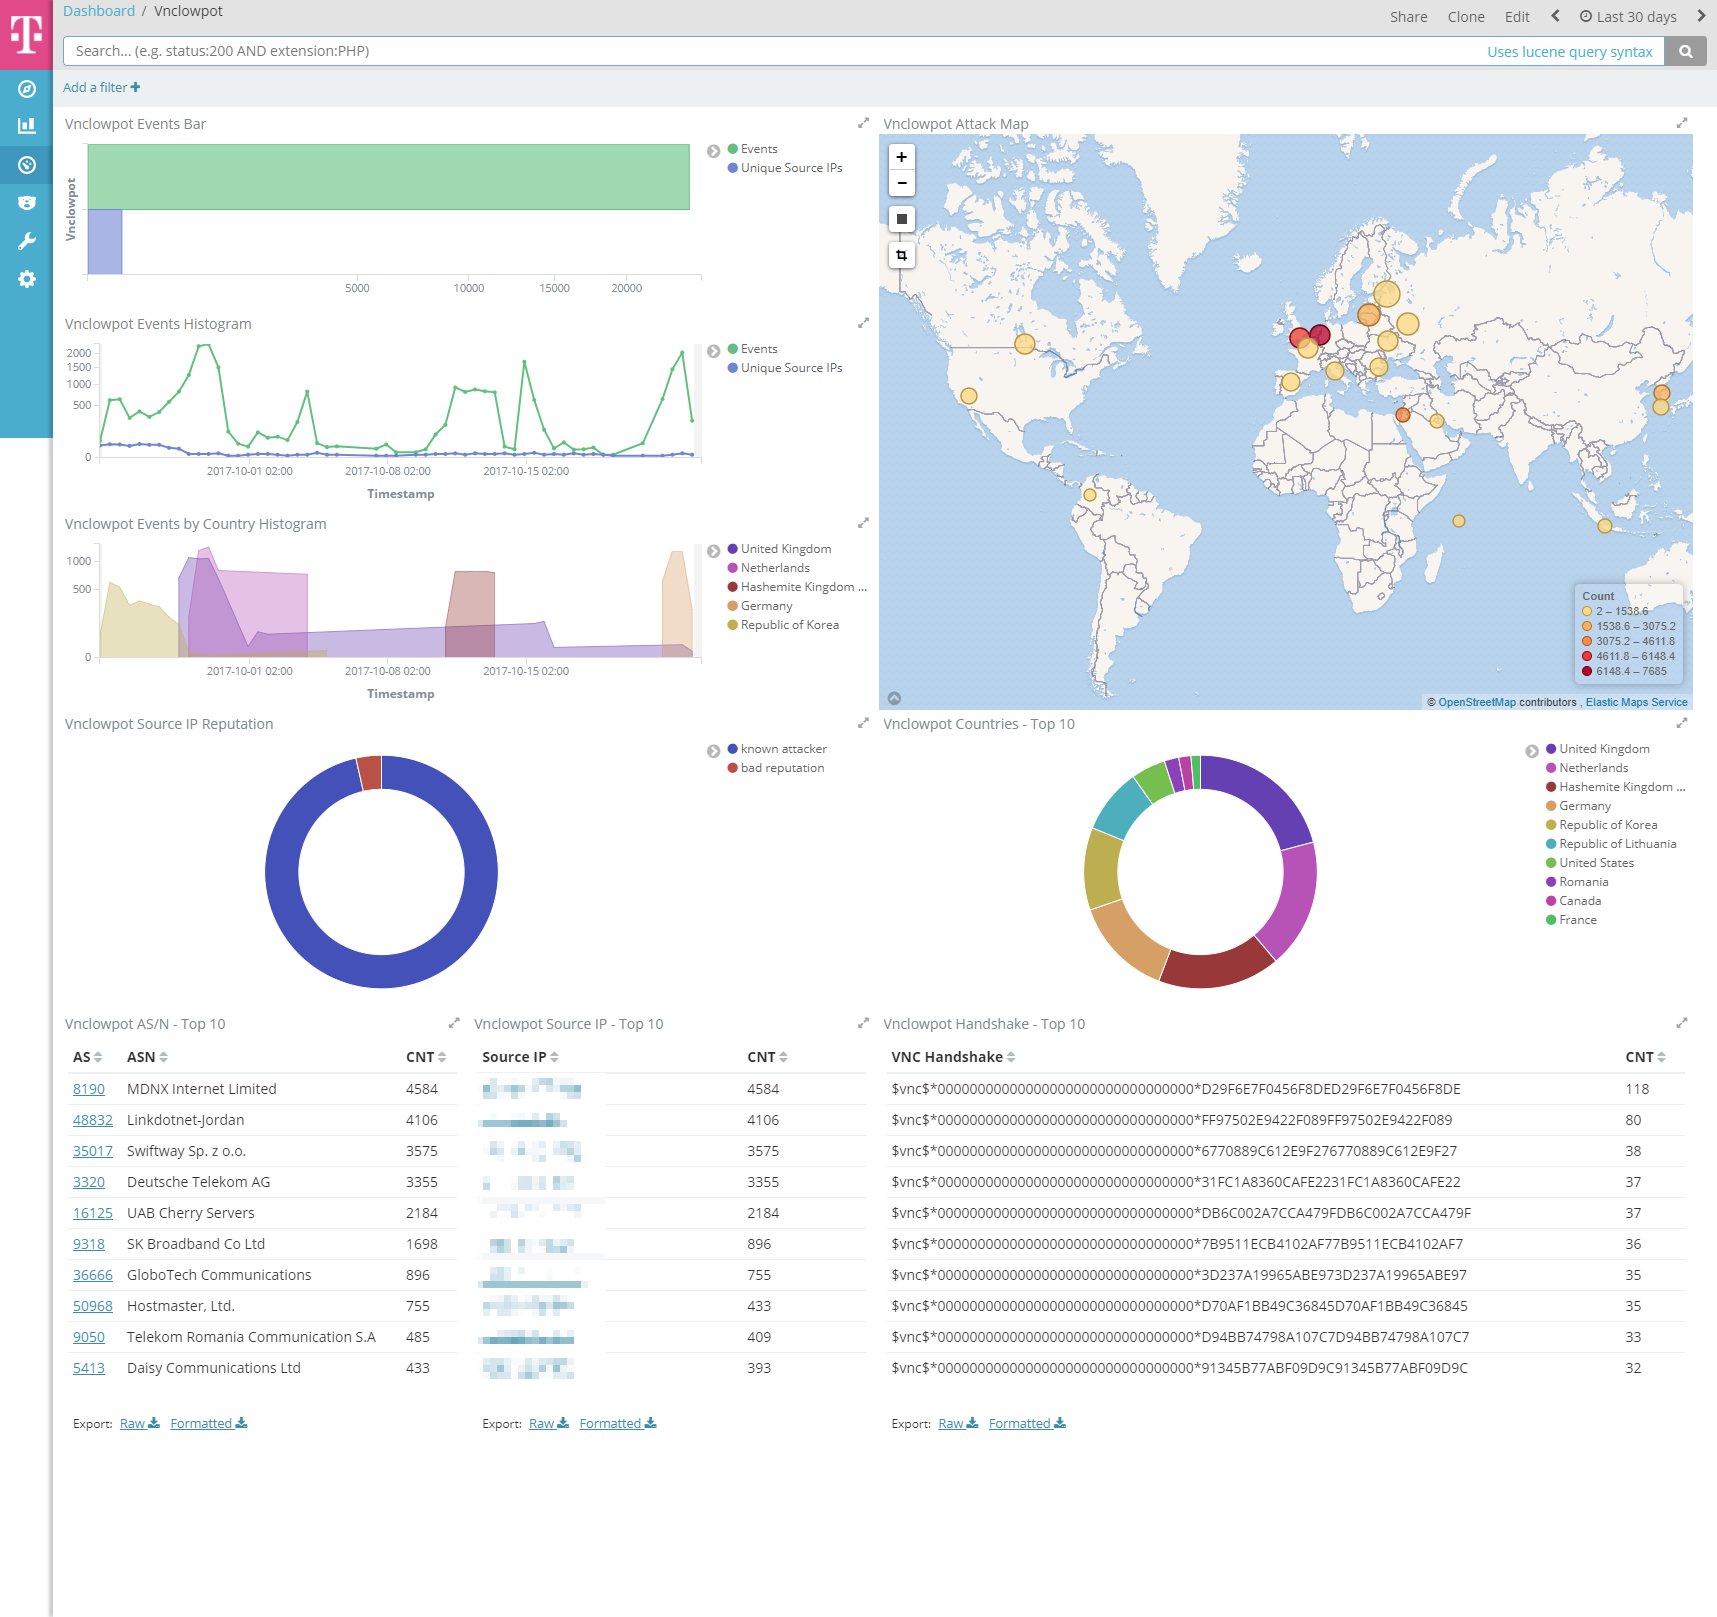 T
Dashboard / Vnclowpot
Share Clone Edit Last 30 days
Search... (e.g. status:200 AND extension:PHP) Uses lucene query syntax
Add a filter
Vnclowpot Events Bar
Vnclowpot
5000 10000 15000 20000
Events
Unique Source IPs
Vnclowpot Events Histogram
2000
1500
1000
500
0
2017-10-01 02:00 2017-10-08 02:00 2017-10-15 02:00
Timestamp
Events
Unique Source IPs
Vnclowpot Events by Country Histogram
1000
500
0
2017-10-01 02:00 2017-10-08 02:00 2017-10-15 02:00
Timestamp
United Kingdom
Netherlands
Hashemite Kingdom ...
Germany
Republic of Korea
Vnclowpot Attack Map
+
−
Count
2 – 1538.6
1538.6 – 3075.2
3075.2 – 4611.8
4611.8 – 6148.4
6148.4 – 7685
© OpenStreetMap contributors , Elastic Maps Service
Vnclowpot Source IP Reputation
known attacker
bad reputation
Vnclowpot Countries - Top 10
United Kingdom
Netherlands
Hashemite Kingdom ...
Germany
Republic of Korea
Republic of Lithuania
United States
Romania
Canada
France
Vnclowpot AS/N - Top 10
AS ASN CNT
8190 MDNX Internet Limited 4584
48832 Linkdotnet-Jordan 4106
35017 Swiftway Sp. z o.o. 3575
3320 Deutsche Telekom AG 3355
16125 UAB Cherry Servers 2184
9318 SK Broadband Co Ltd 1698
36666 GloboTech Communications 896
50968 Hostmaster, Ltd. 755
9050 Telekom Romania Communication S.A 485
5413 Daisy Communications Ltd 433
Export: Raw Formatted
Vnclowpot Source IP - Top 10
Source IP CNT
4584
4106
3575
3355
2184
896
755
433
409
393
Export: Raw Formatted
Vnclowpot Handshake - Top 10
VNC Handshake CNT
$vnc$*00000000000000000000000000000000*D29F6E7F0456F8DED29F6E7F0456F8DE 118
$vnc$*00000000000000000000000000000000*FF97502E9422F089FF97502E9422F089 80
$vnc$*00000000000000000000000000000000*6770889C612E9F276770889C612E9F27 38
$vnc$*00000000000000000000000000000000*31FC1A8360CAFE2231FC1A8360CAFE22 37
$vnc$*00000000000000000000000000000000*DB6C002A7CCA479FDB6C002A7CCA479F 37
$vnc$*00000000000000000000000000000000*7B9511ECB4102AF77B9511ECB4102AF7 36
$vnc$*00000000000000000000000000000000*3D237A19965ABE973D237A19965ABE97 35
$vnc$*00000000000000000000000000000000*D70AF1BB49C36845D70AF1BB49C36845 35
$vnc$*00000000000000000000000000000000*D94BB74798A107C7D94BB74798A107C7 33
$vnc$*00000000000000000000000000000000*91345B77ABF09D9C91345B77ABF09D9C 32
Export: Raw Formatted